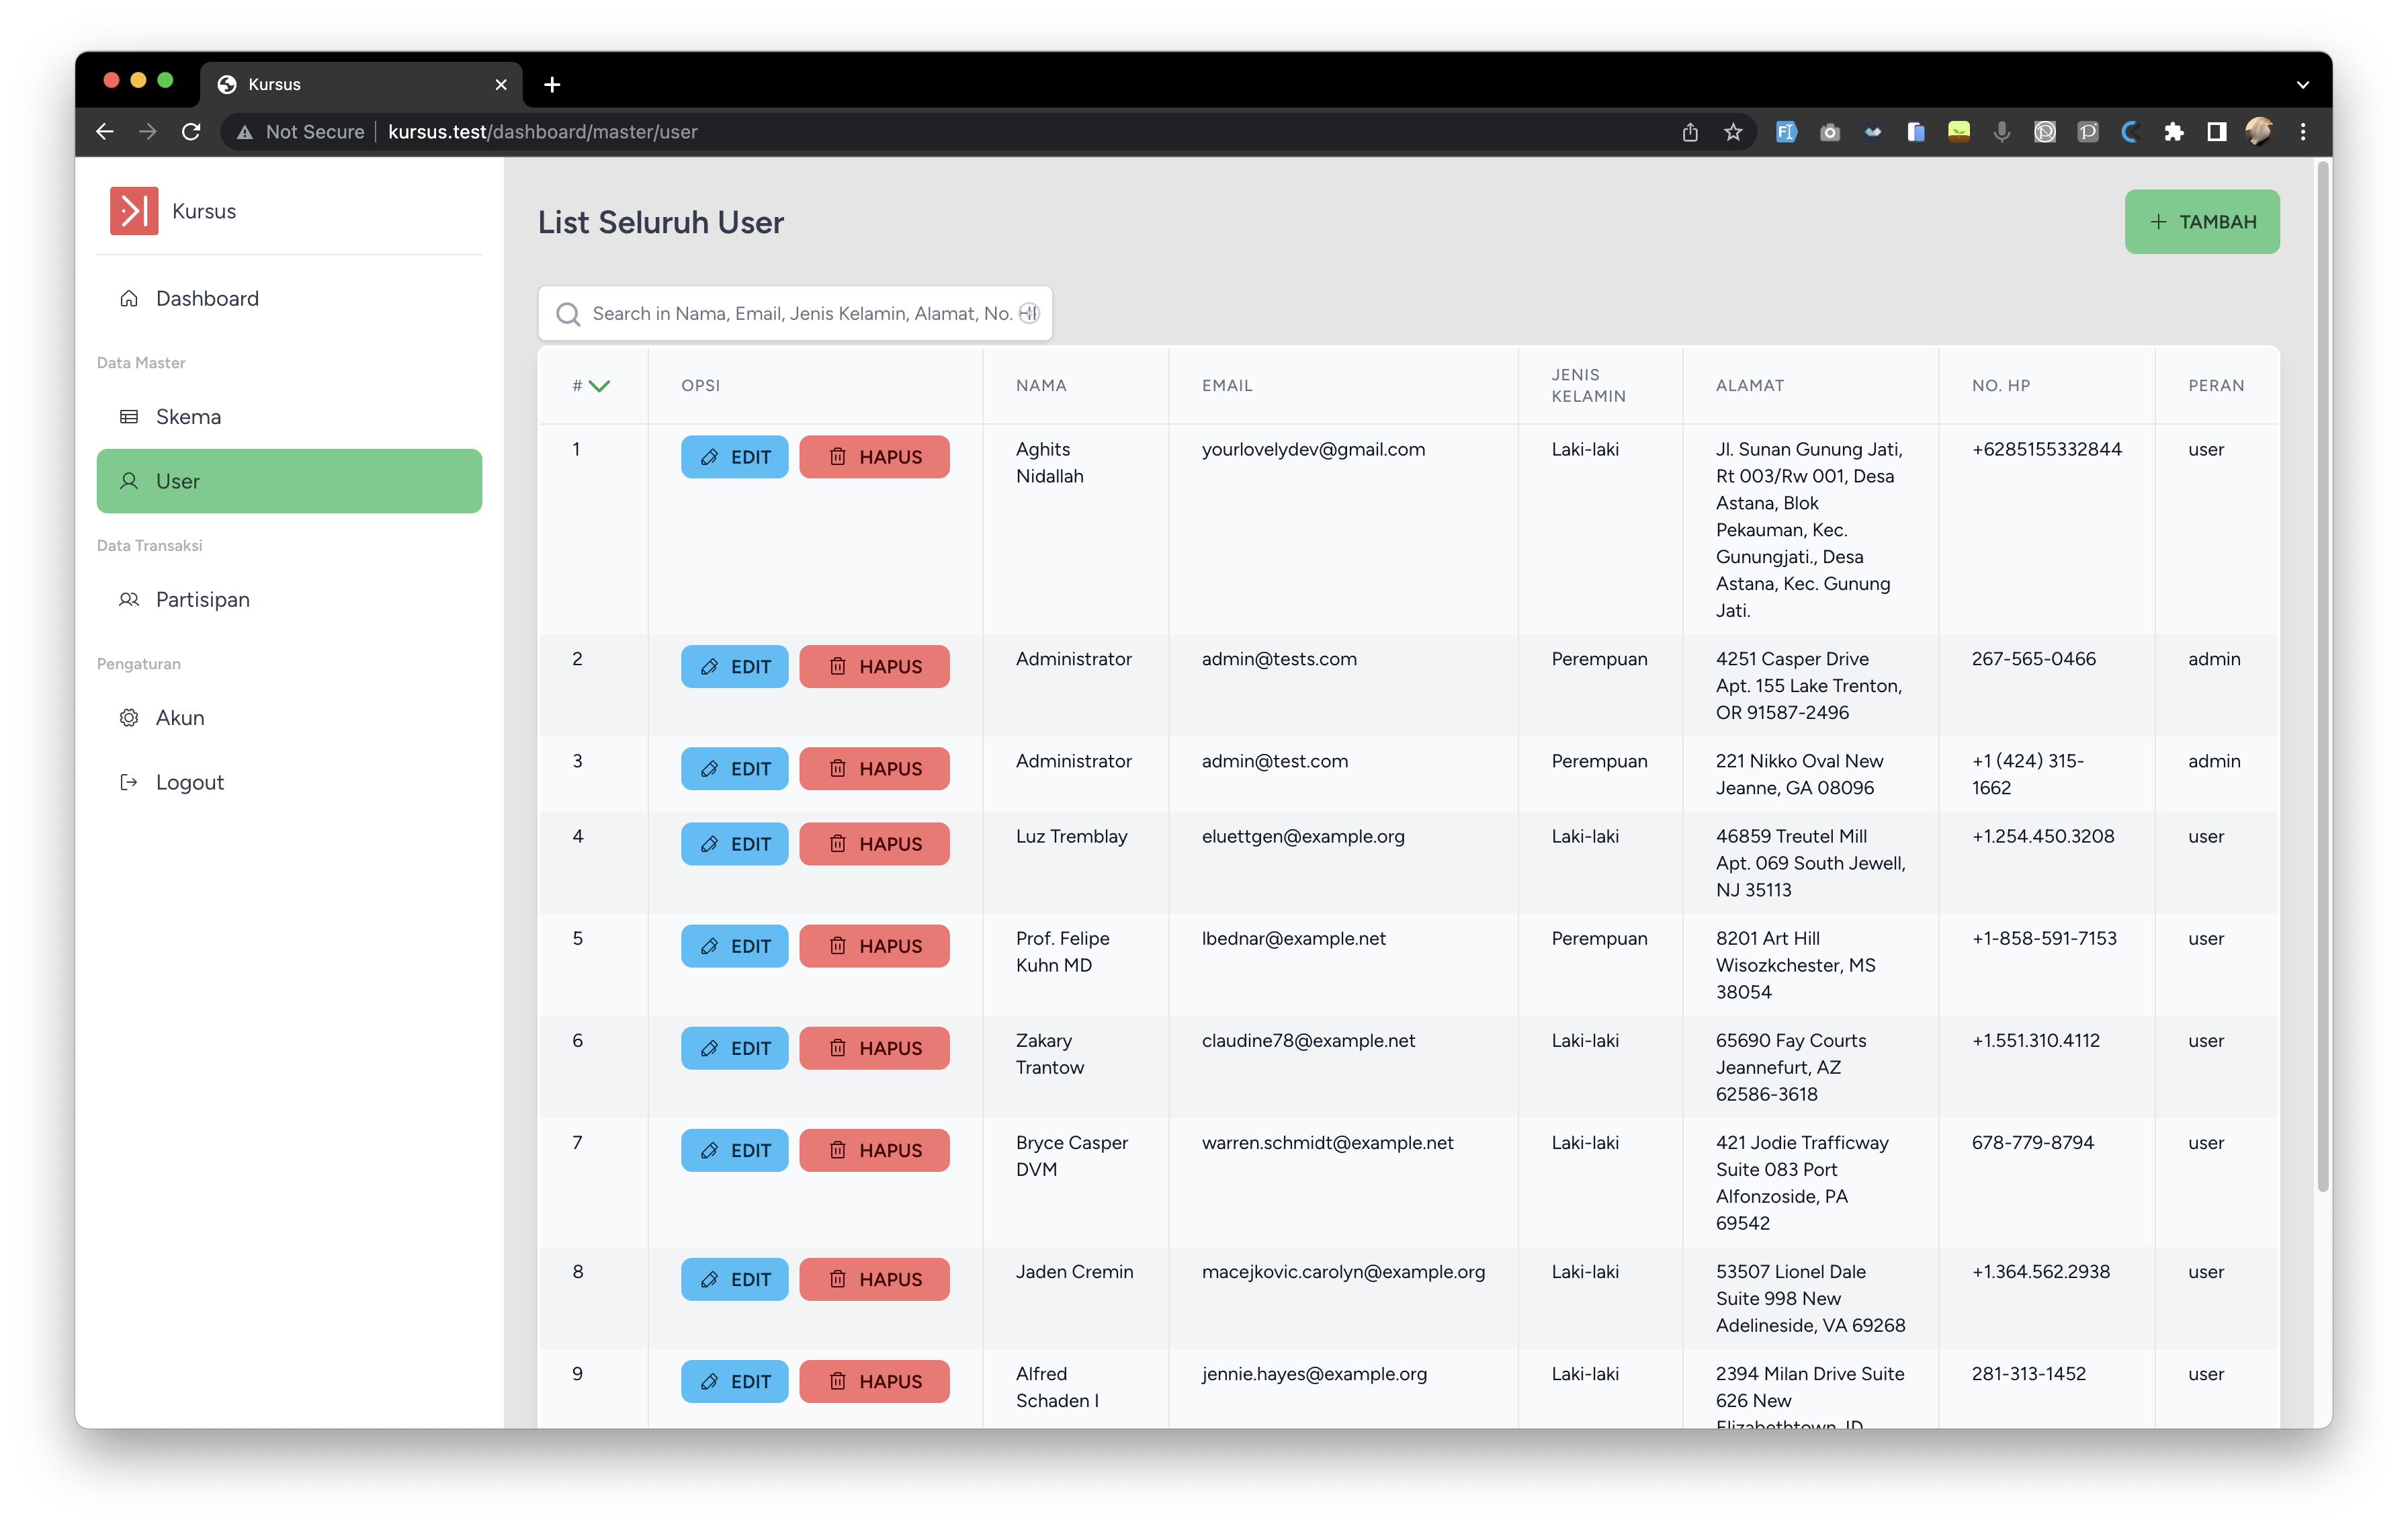 Kursus
Not Secure | kursus.test/dashboard/master/user
Kursus
Dashboard
Data Master
Skema
User
Data Transaksi
Partisipan
Pengaturan
Akun
Logout
List Seluruh User
+ TAMBAH
Search in Nama, Email, Jenis Kelamin, Alamat, No. HP
# OPSI NAMA EMAIL JENIS KELAMIN ALAMAT NO. HP PERAN
1 EDIT HAPUS Aghits Nidallah yourlovelydev@gmail.com Laki-laki Jl. Sunan Gunung Jati, +6285155332844 user
Rt 003/Rw 001, Desa
Astana, Blok
Pekauman, Kec.
Gunungjati., Desa
Astana, Kec. Gunung
Jati.
2 EDIT HAPUS Administrator admin@tests.com Perempuan 4251 Casper Drive 267-565-0466 admin
Apt. 155 Lake Trenton,
OR 91587-2496
3 EDIT HAPUS Administrator admin@test.com Perempuan 221 Nikko Oval New +1 (424) 315-1662 admin
Jeanne, GA 08096
4 EDIT HAPUS Luz Tremblay eluettgen@example.org Laki-laki 46859 Treutel Mill +1.254.450.3208 user
Apt. 069 South Jewell,
NJ 35113
5 EDIT HAPUS Prof. Felipe Kuhn MD lbednar@example.net Perempuan 8201 Art Hill +1-858-591-7153 user
Wisozkchester, MS
38054
6 EDIT HAPUS Zakary Trantow claudine78@example.net Laki-laki 65690 Fay Courts +1.551.310.4112 user
Jeannefurt, AZ
62586-3618
7 EDIT HAPUS Bryce Casper DVM warren.schmidt@example.net Laki-laki 421 Jodie Trafficway 678-779-8794 user
Suite 083 Port
Alfonzoside, PA
69542
8 EDIT HAPUS Jaden Cremin macejkovic.carolyn@example.org Laki-laki 53507 Lionel Dale +1.364.562.2938 user
Suite 998 New
Adelineside, VA 69268
9 EDIT HAPUS Alfred Schaden I jennie.hayes@example.org Laki-laki 2394 Milan Drive Suite 281-313-1452 user
626 New
Elizabethtown, ID